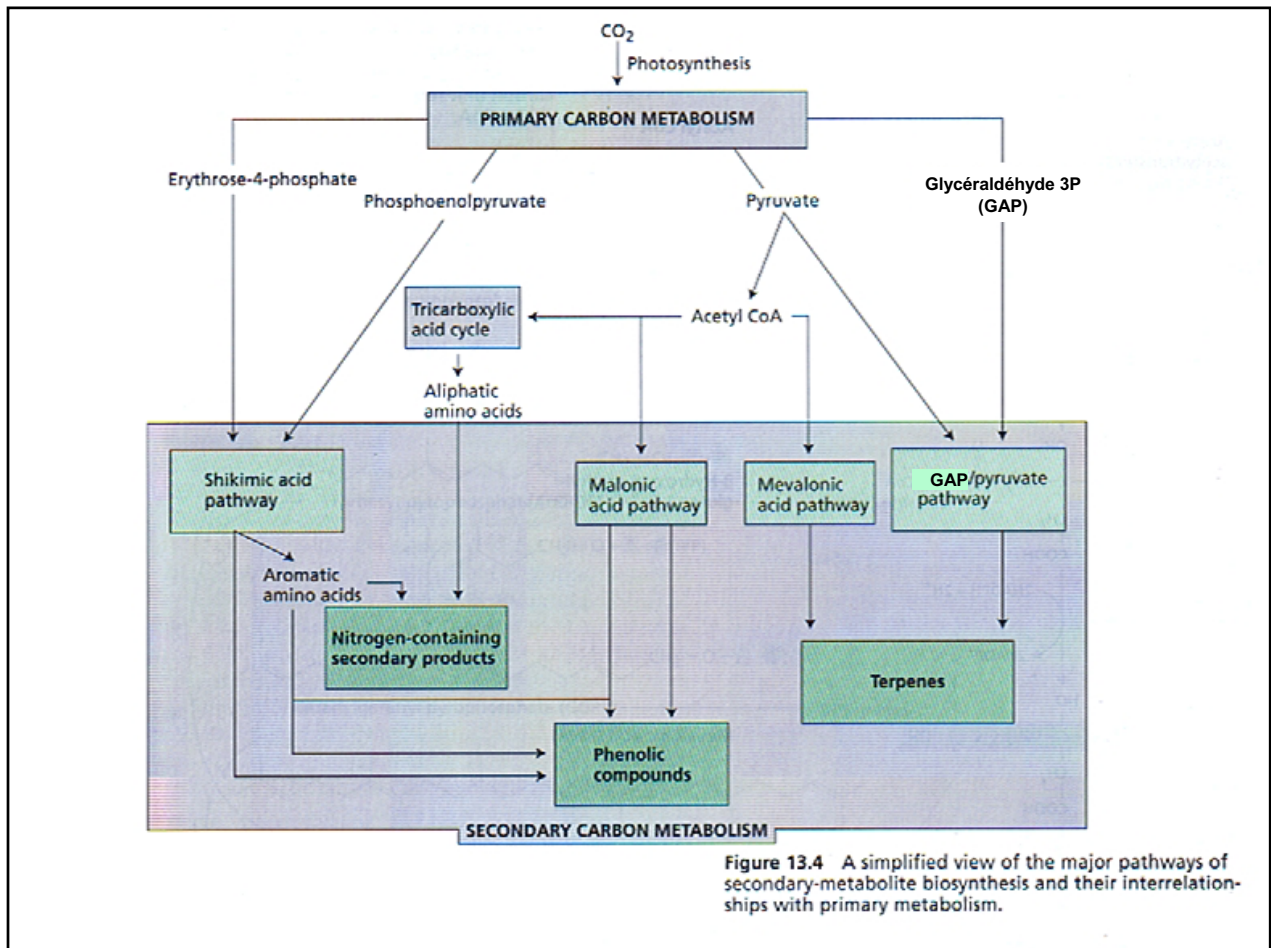 CO₂
Photosynthesis
PRIMARY CARBON METABOLISM
Erythrose-4-phosphate
Phosphoenolpyruvate
Pyruvate
Glycéraldéhyde 3P
(GAP)
Tricarboxylic
acid cycle
Acetyl CoA
Aliphatic
amino acids
Shikimic acid
pathway
Malonic
acid pathway
Mevalonic
acid pathway
GAP/pyruvate
pathway
Aromatic
amino acids
Nitrogen-containing
secondary products
Terpenes
Phenolic
compounds
SECONDARY CARBON METABOLISM
Figure 13.4 A simplified view of the major pathways of
secondary-metabolite biosynthesis and their interrelation-
ships with primary metabolism.